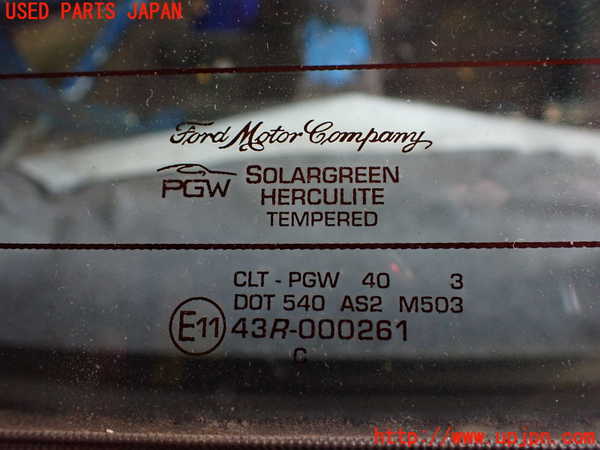 USED PARTS JAPAN
Ford Motor Company
PGW SOLARGREEN
HERCULITE
TEMPERED
CLT - PGW 40 3
DOT 540 AS2 M503
E11 43R-000261
C
http://www.upjpn.com/